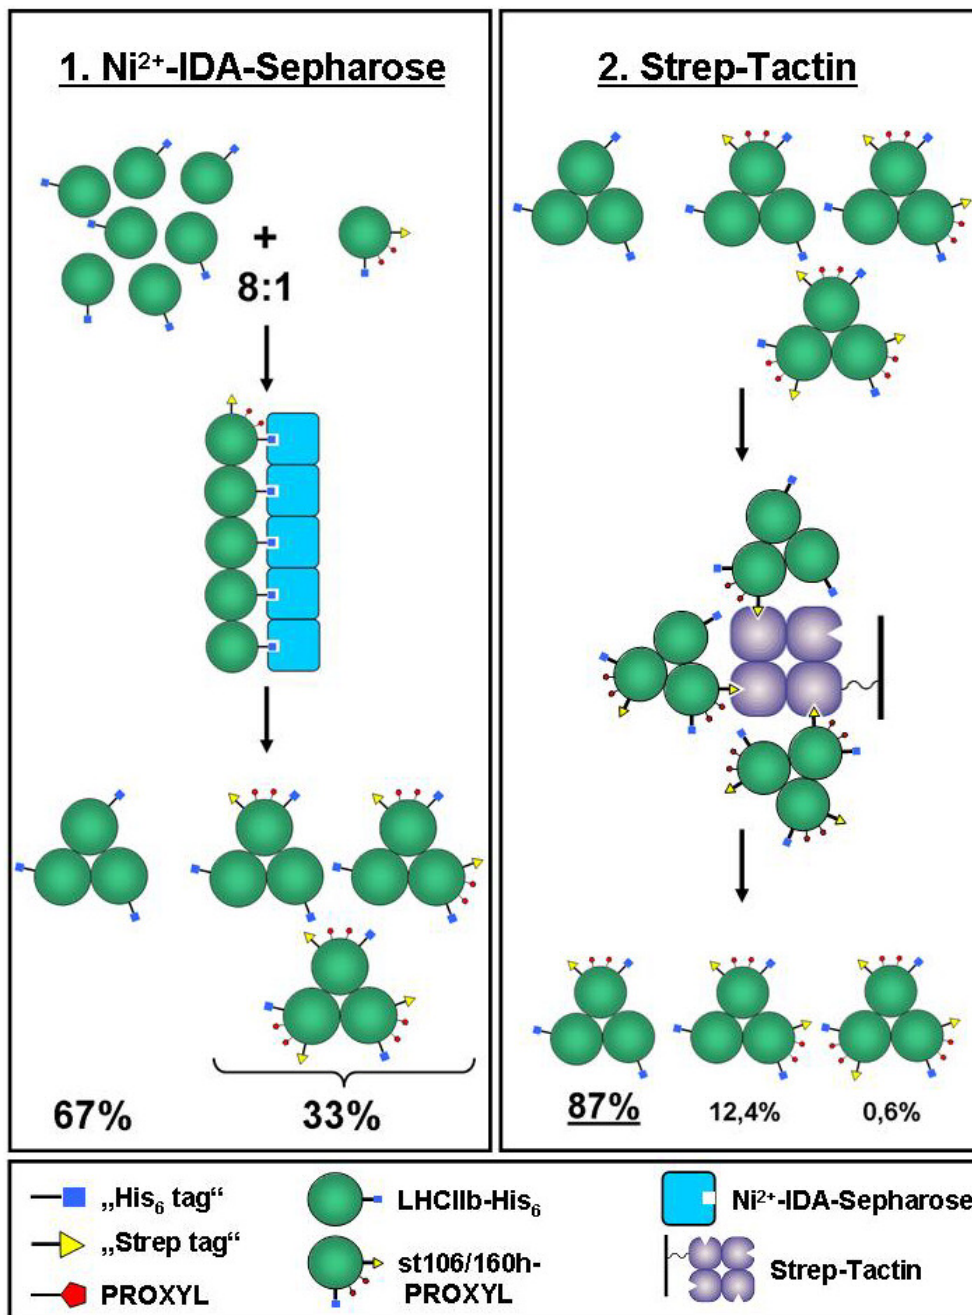 1. Ni²⁺-IDA-Sepharose
+
8:1
67%
33%
2. Strep-Tactin
87%
12,4%
0,6%
„His₆ tag“
„Strep tag“
PROXYL
LHCIIb-His₆
st106/160h-
PROXYL
Ni²⁺-IDA-Sepharose
Strep-Tactin